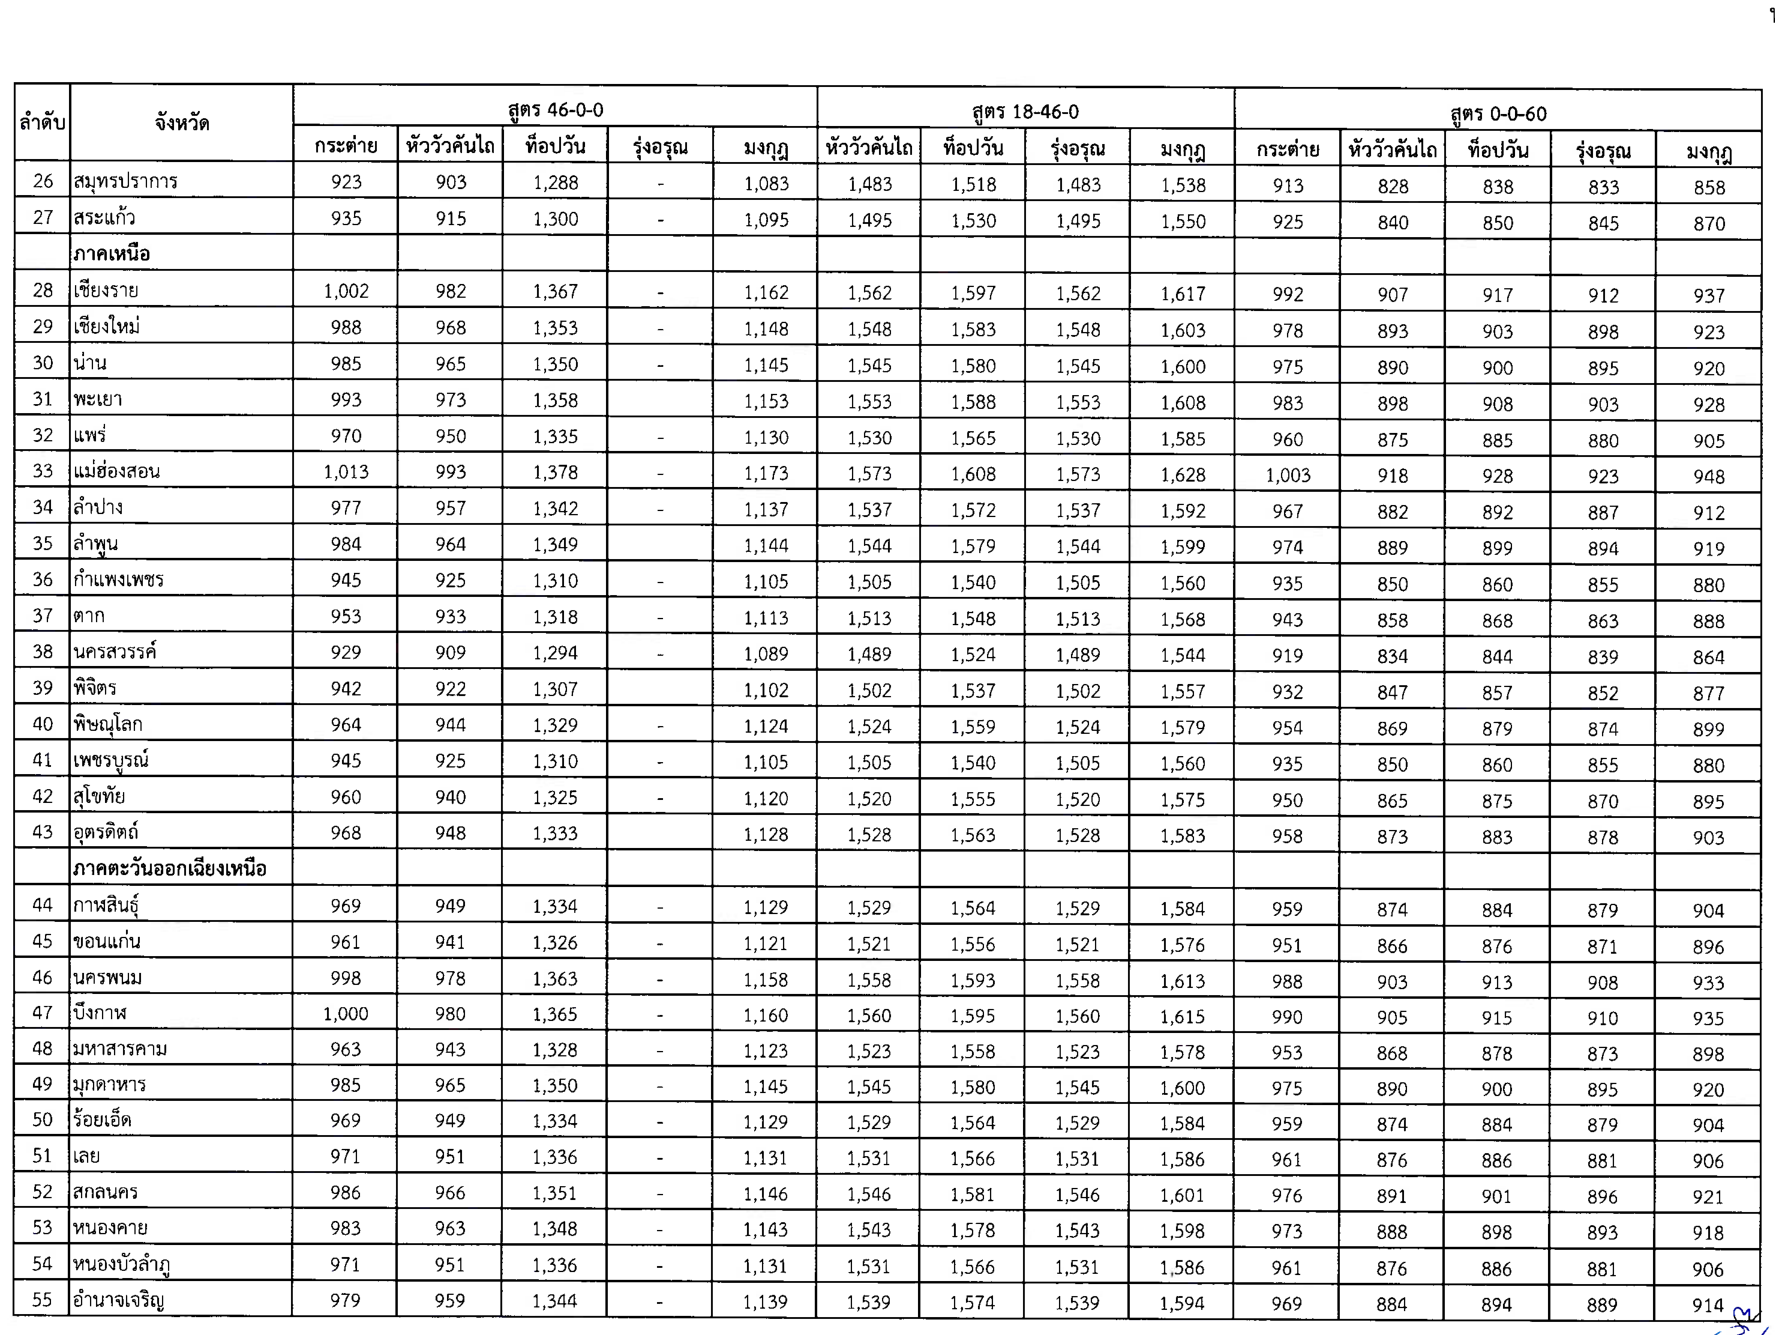 ลำดับ จังหวัด สูตร 46-0-0 สูตร 18-46-0 สูตร 0-0-60
กระต่าย หัววัวคันไถ ท็อปวัน รุ่งอรุณ มงกุฎ หัววัวคันไถ ท็อปวัน รุ่งอรุณ มงกุฎ กระต่าย หัววัวคันไถ ท็อปวัน รุ่งอรุณ มงกุฎ
26 สมุทรปราการ 923 903 1,288 - 1,083 1,483 1,518 1,483 1,538 913 828 838 833 858
27 สระแก้ว 935 915 1,300 - 1,095 1,495 1,530 1,495 1,550 925 840 850 845 870
ภาคเหนือ
28 เชียงราย 1,002 982 1,367 - 1,162 1,562 1,597 1,562 1,617 992 907 917 912 937
29 เชียงใหม่ 988 968 1,353 - 1,148 1,548 1,583 1,548 1,603 978 893 903 898 923
30 น่าน 985 965 1,350 - 1,145 1,545 1,580 1,545 1,600 975 890 900 895 920
31 พะเยา 993 973 1,358 1,153 1,553 1,588 1,553 1,608 983 898 908 903 928
32 แพร่ 970 950 1,335 - 1,130 1,530 1,565 1,530 1,585 960 875 885 880 905
33 แม่ฮ่องสอน 1,013 993 1,378 - 1,173 1,573 1,608 1,573 1,628 1,003 918 928 923 948
34 ลำปาง 977 957 1,342 - 1,137 1,537 1,572 1,537 1,592 967 882 892 887 912
35 ลำพูน 984 964 1,349 1,144 1,544 1,579 1,544 1,599 974 889 899 894 919
36 กำแพงเพชร 945 925 1,310 - 1,105 1,505 1,540 1,505 1,560 935 850 860 855 880
37 ตาก 953 933 1,318 - 1,113 1,513 1,548 1,513 1,568 943 858 868 863 888
38 นครสวรรค์ 929 909 1,294 - 1,089 1,489 1,524 1,489 1,544 919 834 844 839 864
39 พิจิตร 942 922 1,307 1,102 1,502 1,537 1,502 1,557 932 847 857 852 877
40 พิษณุโลก 964 944 1,329 - 1,124 1,524 1,559 1,524 1,579 954 869 879 874 899
41 เพชรบูรณ์ 945 925 1,310 - 1,105 1,505 1,540 1,505 1,560 935 850 860 855 880
42 สุโขทัย 960 940 1,325 - 1,120 1,520 1,555 1,520 1,575 950 865 875 870 895
43 อุตรดิตถ์ 968 948 1,333 1,128 1,528 1,563 1,528 1,583 958 873 883 878 903
ภาคตะวันออกเฉียงเหนือ
44 กาฬสินธุ์ 969 949 1,334 - 1,129 1,529 1,564 1,529 1,584 959 874 884 879 904
45 ขอนแก่น 961 941 1,326 - 1,121 1,521 1,556 1,521 1,576 951 866 876 871 896
46 นครพนม 998 978 1,363 - 1,158 1,558 1,593 1,558 1,613 988 903 913 908 933
47 บึงกาฬ 1,000 980 1,365 - 1,160 1,560 1,595 1,560 1,615 990 905 915 910 935
48 มหาสารคาม 963 943 1,328 - 1,123 1,523 1,558 1,523 1,578 953 868 878 873 898
49 มุกดาหาร 985 965 1,350 - 1,145 1,545 1,580 1,545 1,600 975 890 900 895 920
50 ร้อยเอ็ด 969 949 1,334 - 1,129 1,529 1,564 1,529 1,584 959 874 884 879 904
51 เลย 971 951 1,336 - 1,131 1,531 1,566 1,531 1,586 961 876 886 881 906
52 สกลนคร 986 966 1,351 - 1,146 1,546 1,581 1,546 1,601 976 891 901 896 921
53 หนองคาย 983 963 1,348 - 1,143 1,543 1,578 1,543 1,598 973 888 898 893 918
54 หนองบัวลำภู 971 951 1,336 - 1,131 1,531 1,566 1,531 1,586 961 876 886 881 906
55 อำนาจเจริญ 979 959 1,344 - 1,139 1,539 1,574 1,539 1,594 969 884 894 889 914